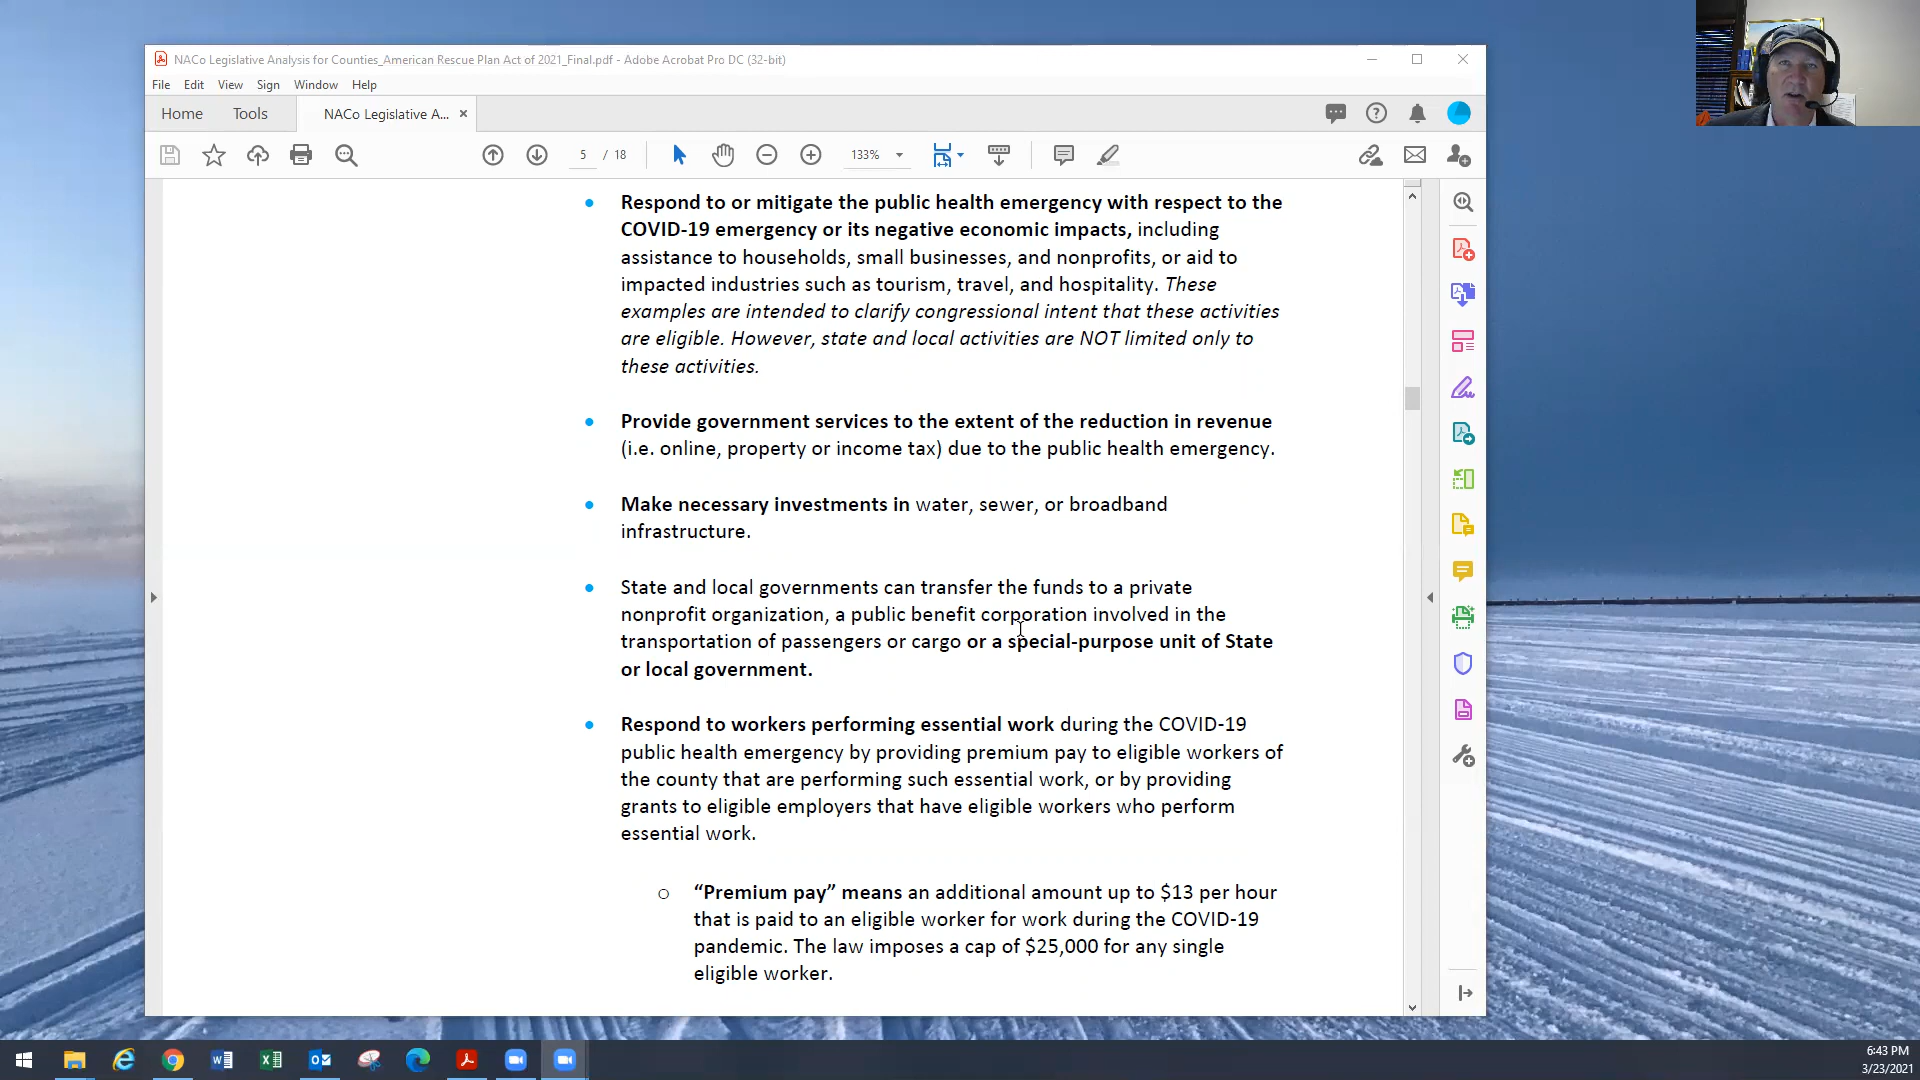 NACo Legislative Analysis for Counties_American Rescue Plan Act of 2021_Final.pdf - Adobe Acrobat Pro DC (32-bit)
File Edit View Sign Window Help
Home Tools NACo Legislative A... ×
5 / 18 133%
• Respond to or mitigate the public health emergency with respect to the
COVID-19 emergency or its negative economic impacts, including
assistance to households, small businesses, and nonprofits, or aid to
impacted industries such as tourism, travel, and hospitality. These
examples are intended to clarify congressional intent that these activities
are eligible. However, state and local activities are NOT limited only to
these activities.
• Provide government services to the extent of the reduction in revenue
(i.e. online, property or income tax) due to the public health emergency.
• Make necessary investments in water, sewer, or broadband
infrastructure.
• State and local governments can transfer the funds to a private
nonprofit organization, a public benefit corporation involved in the
transportation of passengers or cargo or a special-purpose unit of State
or local government.
• Respond to workers performing essential work during the COVID-19
public health emergency by providing premium pay to eligible workers of
the county that are performing such essential work, or by providing
grants to eligible employers that have eligible workers who perform
essential work.
o “Premium pay” means an additional amount up to $13 per hour
that is paid to an eligible worker for work during the COVID-19
pandemic. The law imposes a cap of $25,000 for any single
eligible worker.
6:43 PM
3/23/2021